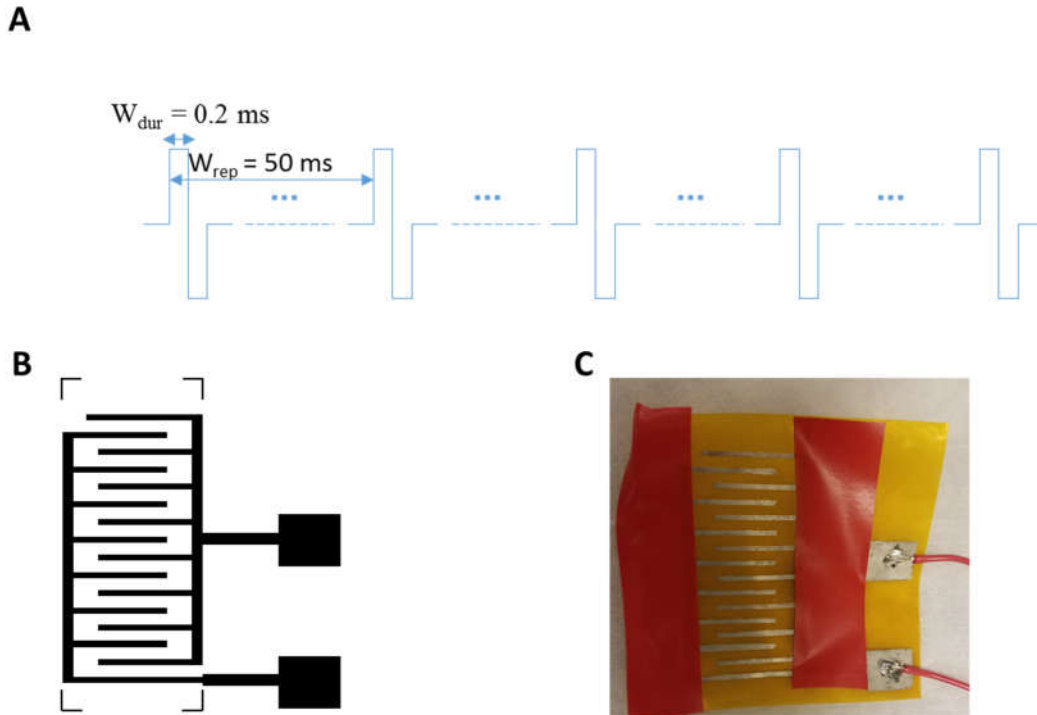 A
W_dur = 0.2 ms
W_rep = 50 ms
... ... ... ...
B
C